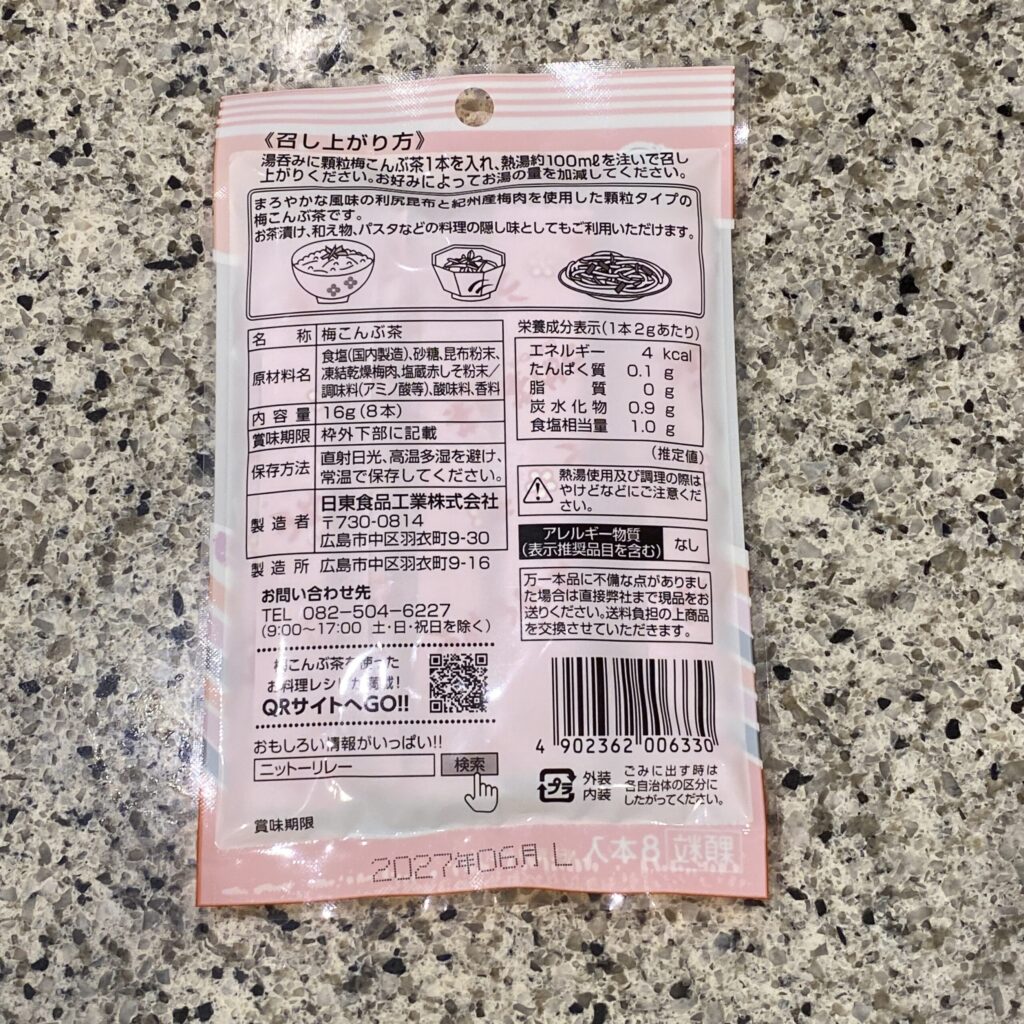 《召し上がり方》
湯呑みに顆粒梅こんぶ茶1本を入れ、熱湯約100mℓを注いで召し
上がりください。お好みによってお湯の量を加減してください。
まろやかな風味の利尻昆布と紀州産梅肉を使用した顆粒タイプの
梅こんぶ茶です。
お茶漬け、和え物、パスタなどの料理の隠し味としてもご利用いただけます。
名称 梅こんぶ茶
原材料名 食塩(国内製造)、砂糖、昆布粉末、
凍結乾燥梅肉、塩蔵赤しそ粉末／
調味料(アミノ酸等)、酸味料、香料
内容量 16g(8本)
賞味期限 枠外下部に記載
保存方法 直射日光、高温多湿を避け、
常温で保存してください。
製造者 日東食品工業株式会社
〒730-0814
広島市中区羽衣町9-30
製造所 広島市中区羽衣町9-16
お問い合わせ先
TEL 082-504-6227
(9:00〜17:00 土・日・祝日を除く)
梅こんぶ茶を使った
お料理レシピが満載!
QRサイトへGO!!
おもしろい情報がいっぱい!!
ニットーリレー 検索
栄養成分表示(1本2gあたり)
エネルギー 4 kcal
たんぱく質 0.1 g
脂質 0 g
炭水化物 0.9 g
食塩相当量 1.0 g
(推定値)
熱湯使用及び調理の際は
やけどなどにご注意くださ
い。
アレルギー物質
(表示推奨品目を含む) なし
万一本品に不備な点がありまし
た場合は直接弊社まで現品をお
送りください。送料負担の上商品
を交換させていただきます。
4 902362 006330
プラ 外装
内装
ごみに出す時は
各自治体の区分に
したがってください。
賞味期限
2027年06月 L
顆粒 8本入